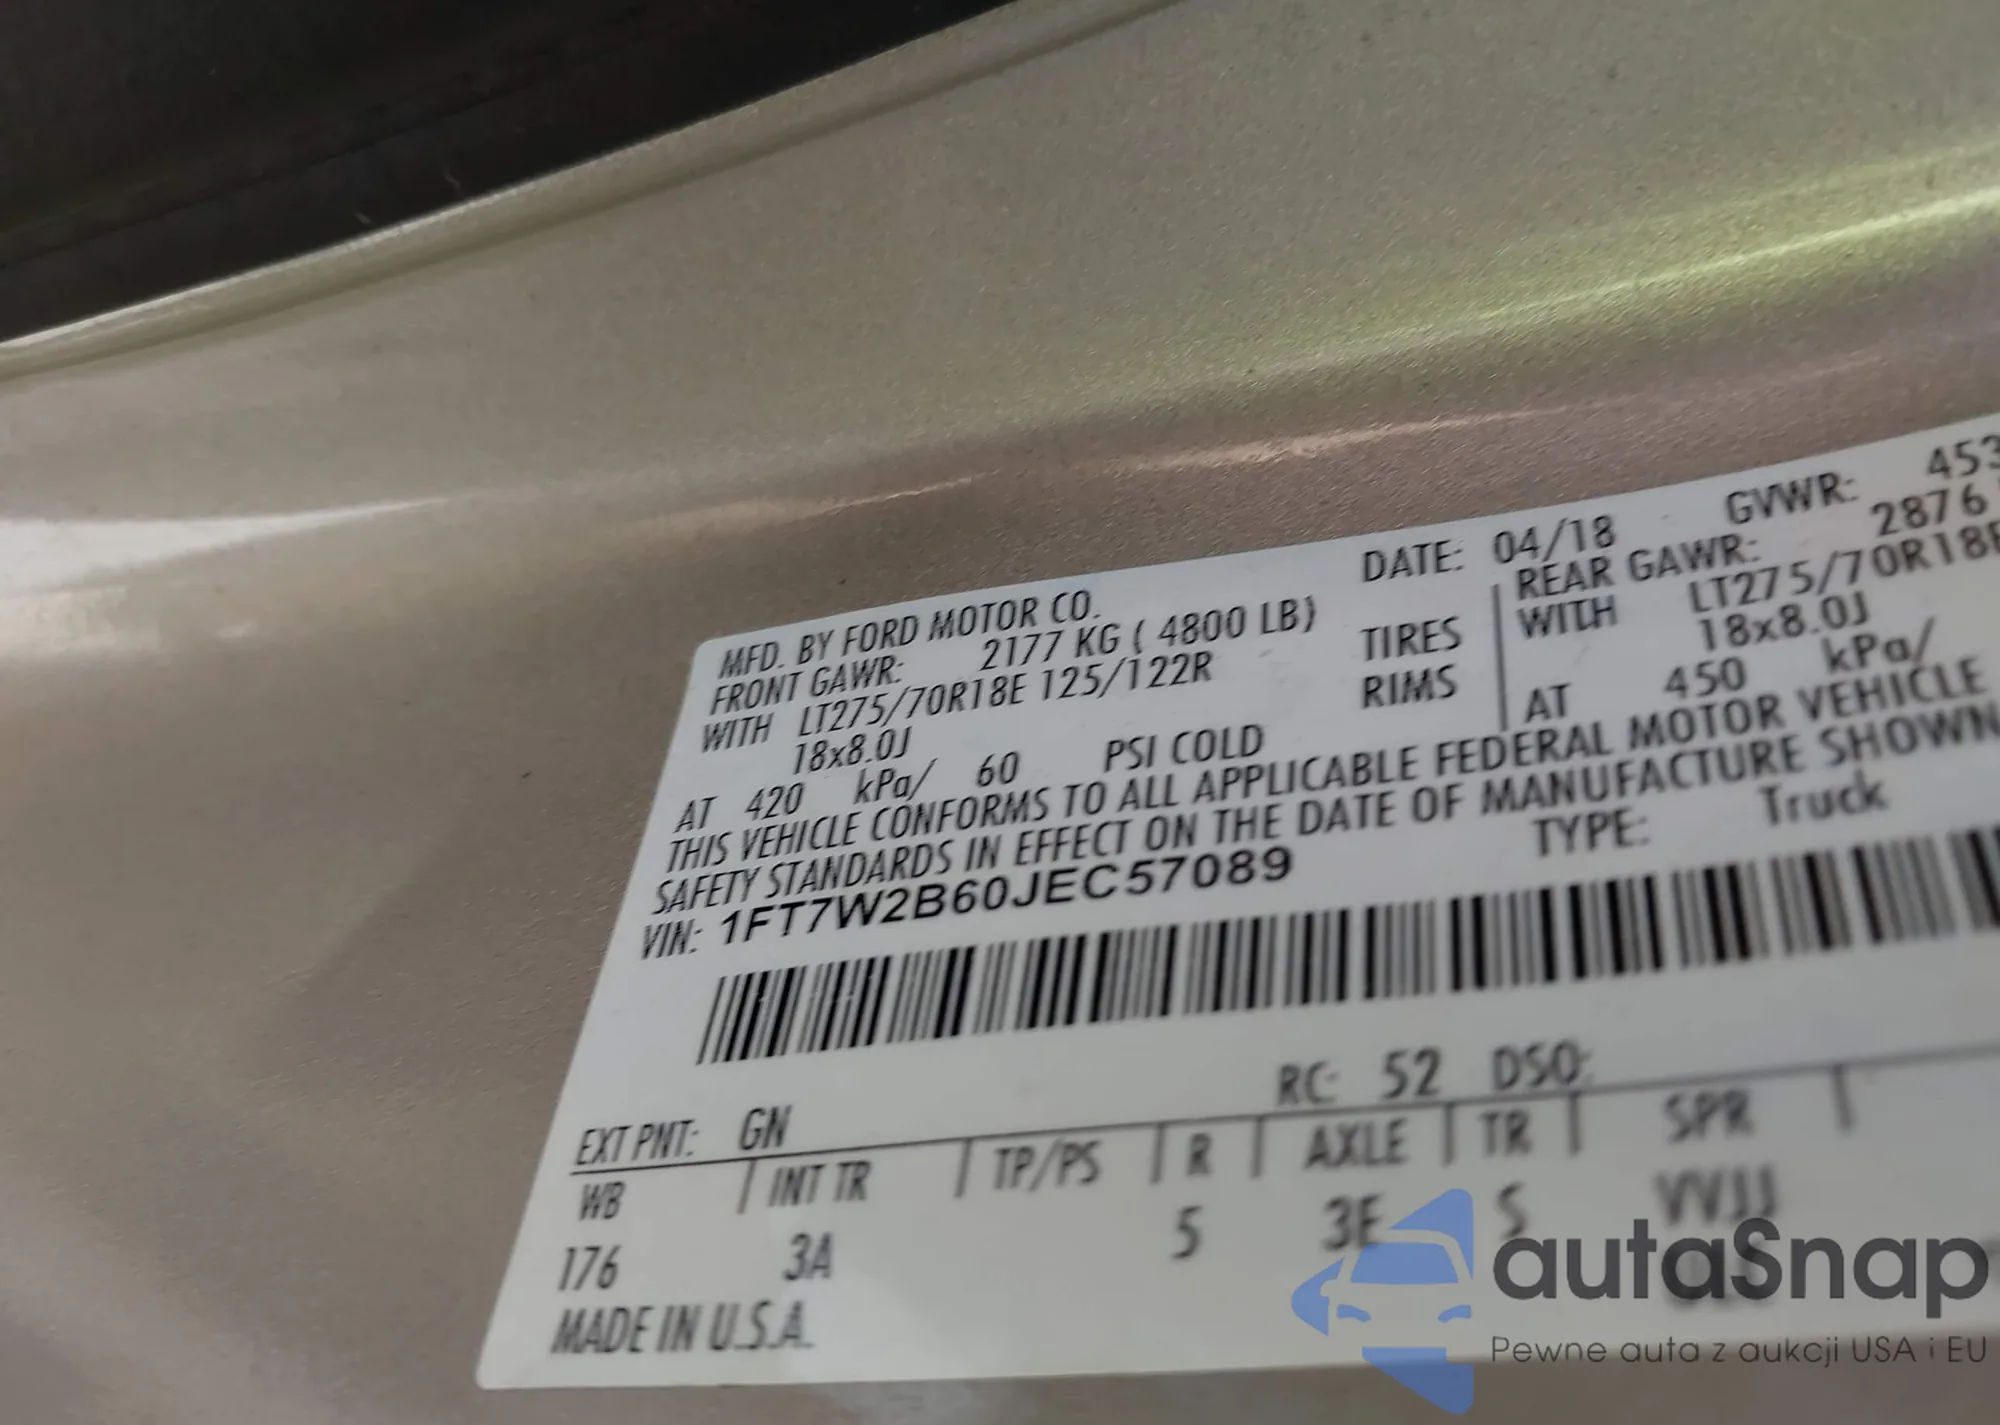 MFD. BY FORD MOTOR CO.
DATE: 04/18
GVWR: 453
FRONT GAWR: 2177 KG ( 4800 LB)
REAR GAWR: 2876
WITH LT275/70R18E 125/122R
TIRES
WITH LT275/70R18E
18x8.0J
RIMS
18x8.0J
AT 420 kPa/ 60 PSI COLD
AT 450 kPa/
THIS VEHICLE CONFORMS TO ALL APPLICABLE FEDERAL MOTOR VEHICLE
SAFETY STANDARDS IN EFFECT ON THE DATE OF MANUFACTURE SHOWN
VIN: 1FT7W2B60JEC57089
TYPE: Truck
EXT PNT: GN
RC: 52 DSO:
WB INT TR TP/PS R AXLE TR SPR
176 3A 5 3E S VVJJ
MADE IN U.S.A.
autaSnap
Pewne auta z aukcji USA i EU